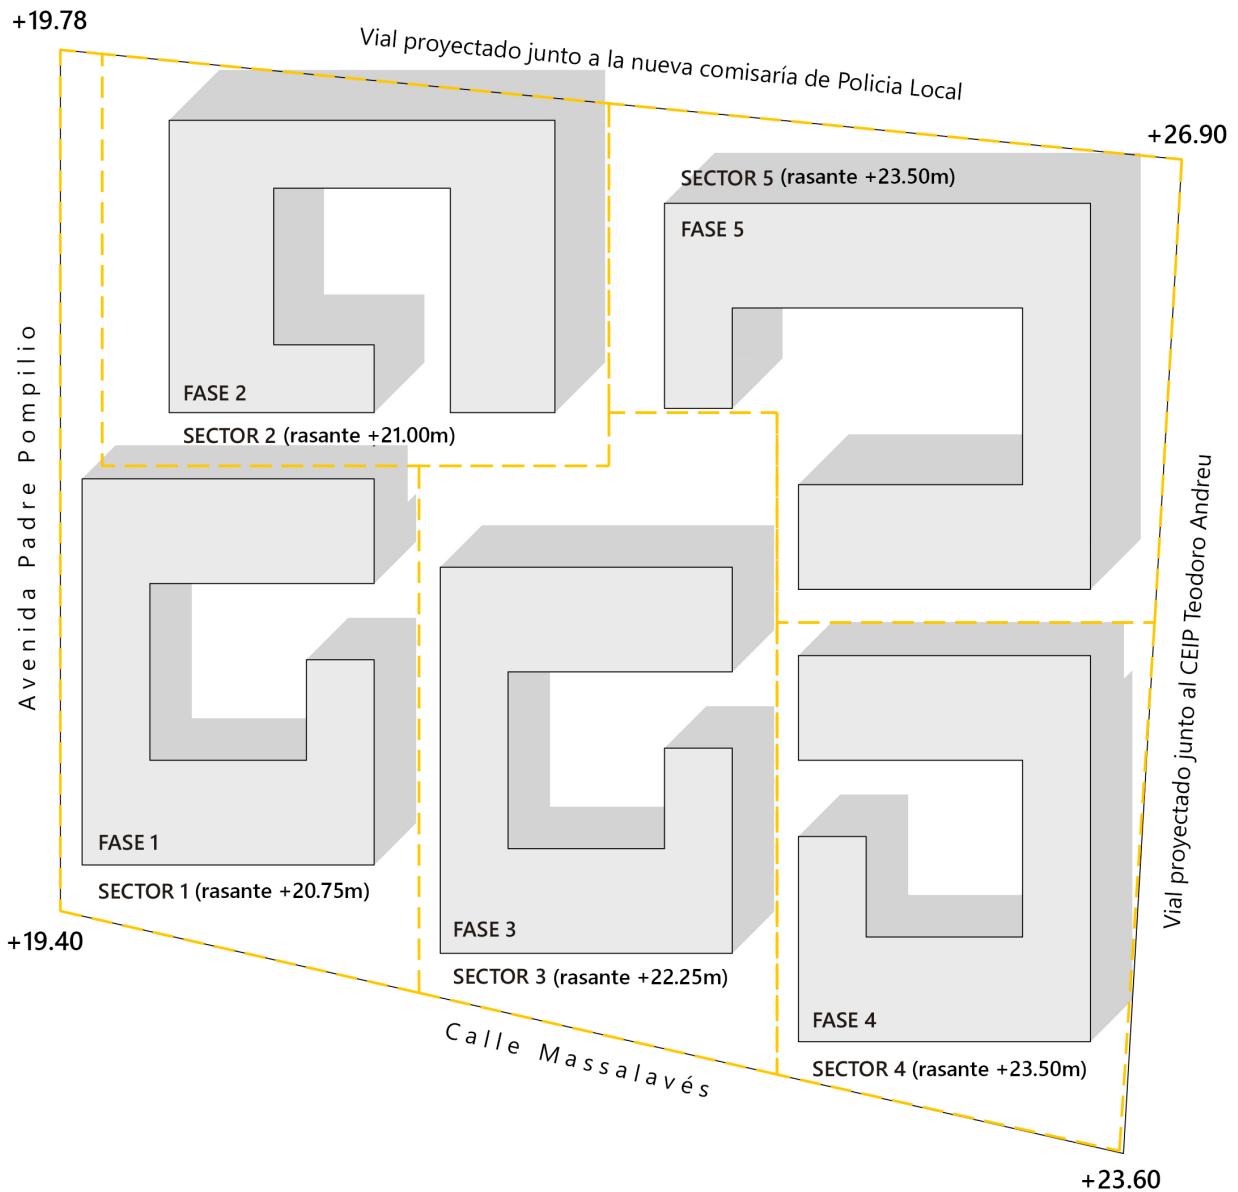 +19.78
Vial proyectado junto a la nueva comisaría de Policia Local
+26.90
SECTOR 5 (rasante +23.50m)
FASE 5
FASE 2
SECTOR 2 (rasante +21.00m)
Avenida Padre Pompilio
Vial proyectado junto al CEIP Teodoro Andreu
FASE 1
SECTOR 1 (rasante +20.75m)
FASE 3
+19.40
SECTOR 3 (rasante +22.25m)
FASE 4
Calle Massalavés
SECTOR 4 (rasante +23.50m)
+23.60